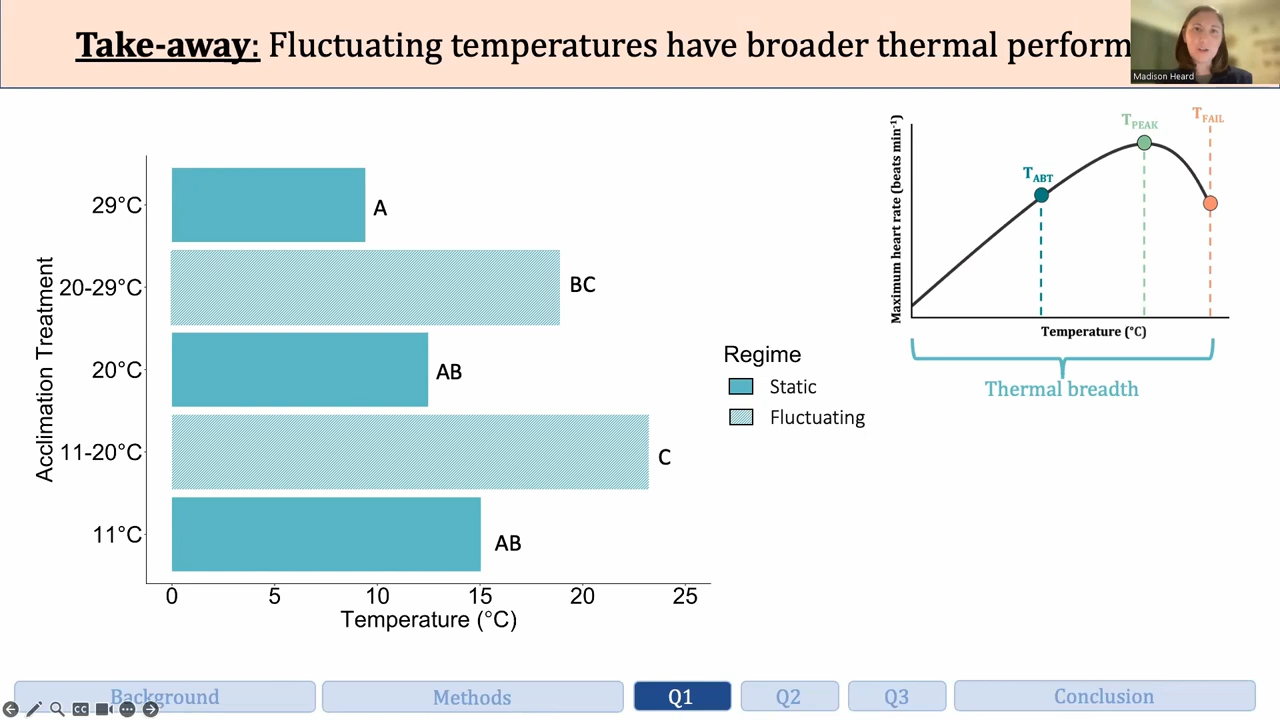 Take-away: Fluctuating temperatures have broader thermal perform
Madison Heard
Acclimation Treatment
29°C
A
20-29°C
BC
20°C
AB
11-20°C
C
11°C
AB
0 5 10 15 20 25
Temperature (°C)
Regime
Static
Fluctuating
Maximum heart rate (beats min⁻¹)
TABT
TPEAK
TFAIL
Temperature (°C)
Thermal breadth
Background
Methods
Q1
Q2
Q3
Conclusion
CC